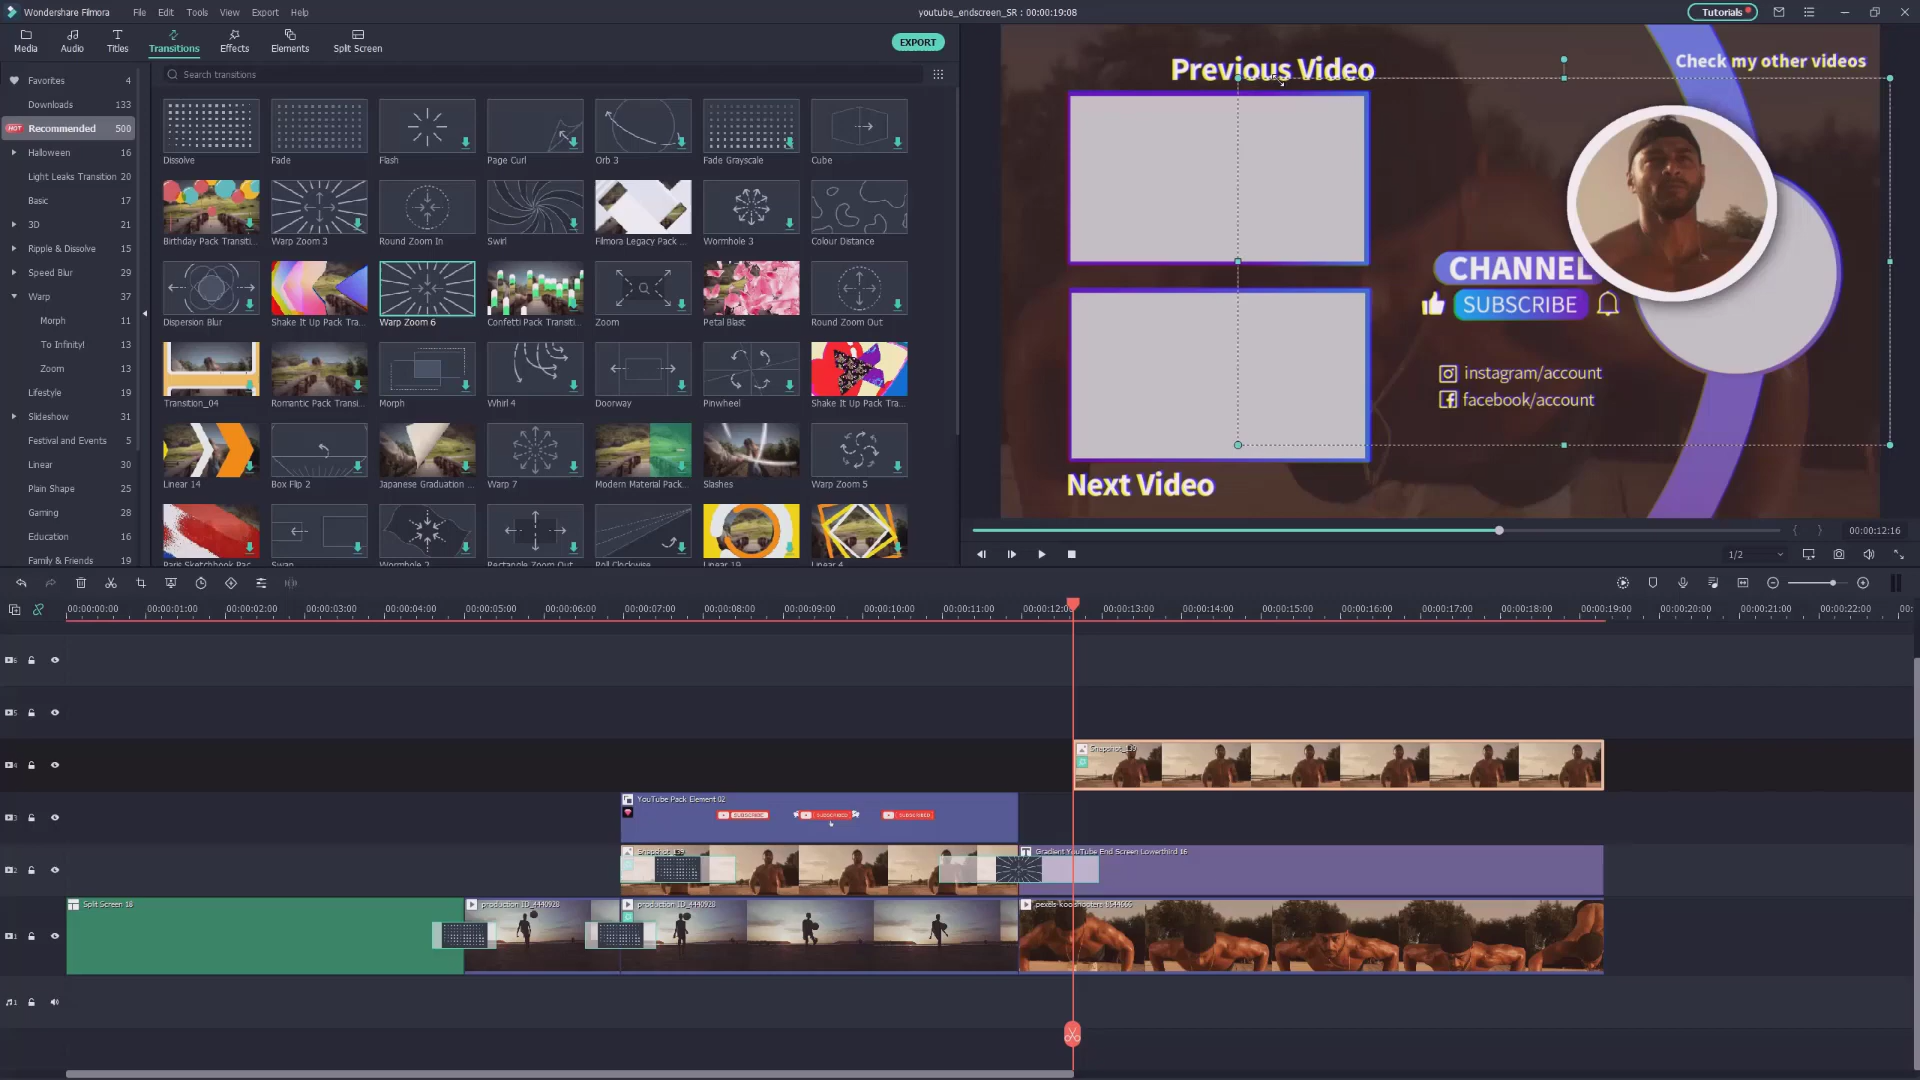 Wondershare Filmora File Edit Tools View Export Help
youtube_endscreen_SR : 00:00:19:08
Tutorials
Media Audio Titles Transitions Effects Elements Split Screen
EXPORT
Search transitions
Favorites 4
Downloads 133
HOT Recommended 500
Halloween 16
Light Leaks Transition 20
Basic 17
3D 21
Ripple & Dissolve 15
Speed Blur 29
Warp 37
Morph 11
To Infinity! 13
Zoom 13
Lifestyle 19
Slideshow 31
Festival and Events 5
Linear 30
Plain Shape 25
Gaming 28
Education 16
Family & Friends 19
Dissolve Fade Flash Page Curl Orb 3 Fade Grayscale Cube
Birthday Pack Transiti... Warp Zoom 3 Round Zoom In Swirl Filmora Legacy Pack ... Wormhole 3 Colour Distance
Dispersion Blur Shake It Up Pack Tra... Warp Zoom 6 Confetti Pack Transiti... Zoom Petal Blast Round Zoom Out
Transition_04 Romantic Pack Transi... Morph Whirl 4 Doorway Pinwheel Shake It Up Pack Tra...
Linear 14 Box Flip 2 Japanese Graduation ... Warp 7 Modern Material Pack... Slashes Warp Zoom 5
Paris Sketchbook Pac... Swap Wormhole 2 Rectangle Zoom Out Roll Clockwise Linear 19 Linear 4
Previous Video
Check my other videos
CHANNEL
SUBSCRIBE
instagram/account
facebook/account
Next Video
00:00:12:16
1/2
00:00:00:00 00:00:01:00 00:00:02:00 00:00:03:00 00:00:04:00 00:00:05:00 00:00:06:00 00:00:07:00 00:00:08:00 00:00:09:00 00:00:10:00 00:00:11:00 00:00:12:00 00:00:13:00 00:00:14:00 00:00:15:00 00:00:16:00 00:00:17:00 00:00:18:00 00:00:19:00 00:00:20:00 00:00:21:00 00:00:22:00 00:
6
5
4
Snapshot_139
3
YouTube Pack Element 02
SUBSCRIBE SUBSCRIBED SUBSCRIBED
2
Snapshot_139
Gradient YouTube End Screen Lowerthird 16
1
Split Screen 18
production ID_4440928
production ID_4440928
pexels-koolshooters-8544666
1